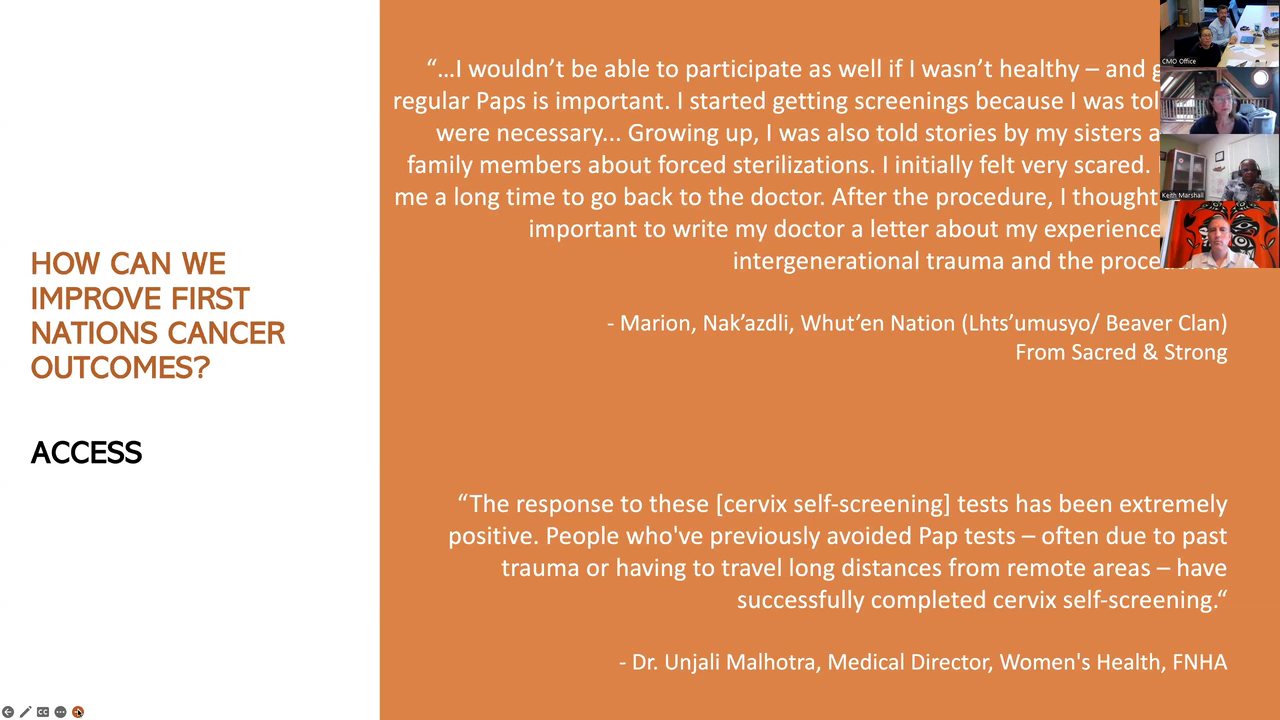 HOW CAN WE
IMPROVE FIRST
NATIONS CANCER
OUTCOMES?
ACCESS
“…I wouldn’t be able to participate as well if I wasn’t healthy – and
regular Paps is important. I started getting screenings because I was
were necessary... Growing up, I was also told stories by my sisters
family members about forced sterilizations. I initially felt very scared.
me a long time to go back to the doctor. After the procedure, I thought
important to write my doctor a letter about my experience
intergenerational trauma and the
- Marion, Nak’azdli, Whut’en Nation (Lhts’umusyo/ Beaver Clan)
From Sacred & Strong
“The response to these [cervix self-screening] tests has been extremely
positive. People who've previously avoided Pap tests – often due to past
trauma or having to travel long distances from remote areas – have
successfully completed cervix self-screening.“
- Dr. Unjali Malhotra, Medical Director, Women's Health, FNHA
CMO Office
Keith Marshall
CC